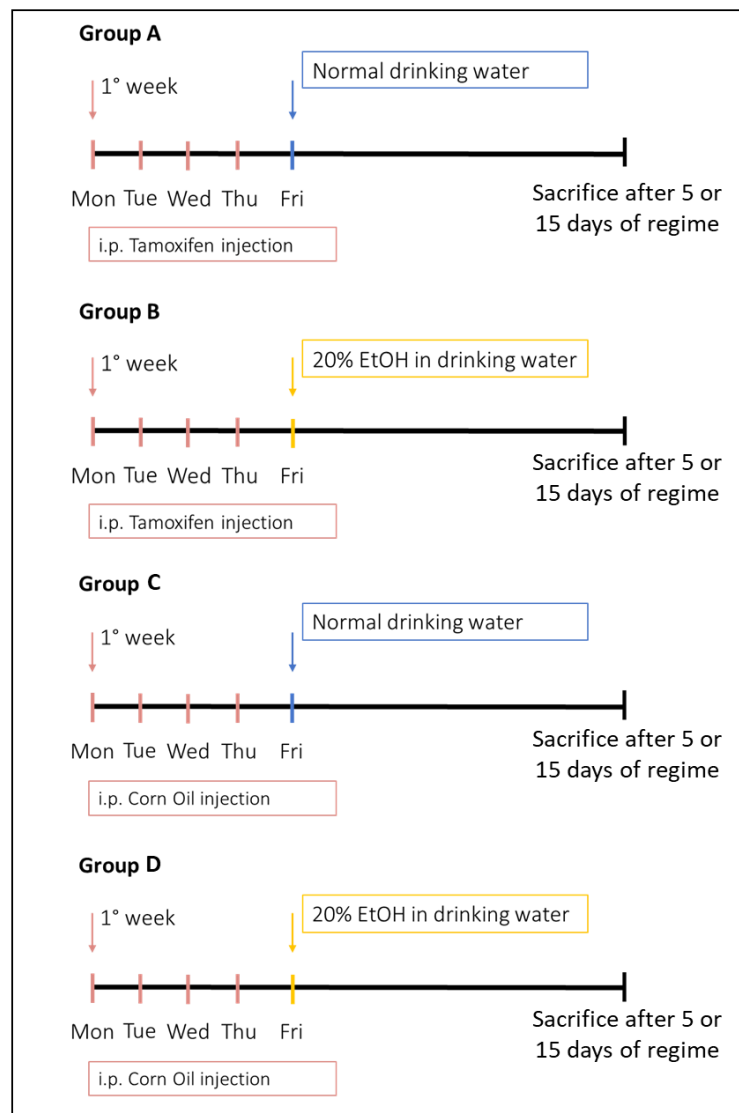 Group A
1° week
Normal drinking water
Mon Tue Wed Thu Fri
Sacrifice after 5 or
15 days of regime
i.p. Tamoxifen injection
Group B
1° week
20% EtOH in drinking water
Mon Tue Wed Thu Fri
Sacrifice after 5 or
15 days of regime
i.p. Tamoxifen injection
Group C
1° week
Normal drinking water
Mon Tue Wed Thu Fri
Sacrifice after 5 or
15 days of regime
i.p. Corn Oil injection
Group D
1° week
20% EtOH in drinking water
Mon Tue Wed Thu Fri
Sacrifice after 5 or
15 days of regime
i.p. Corn Oil injection